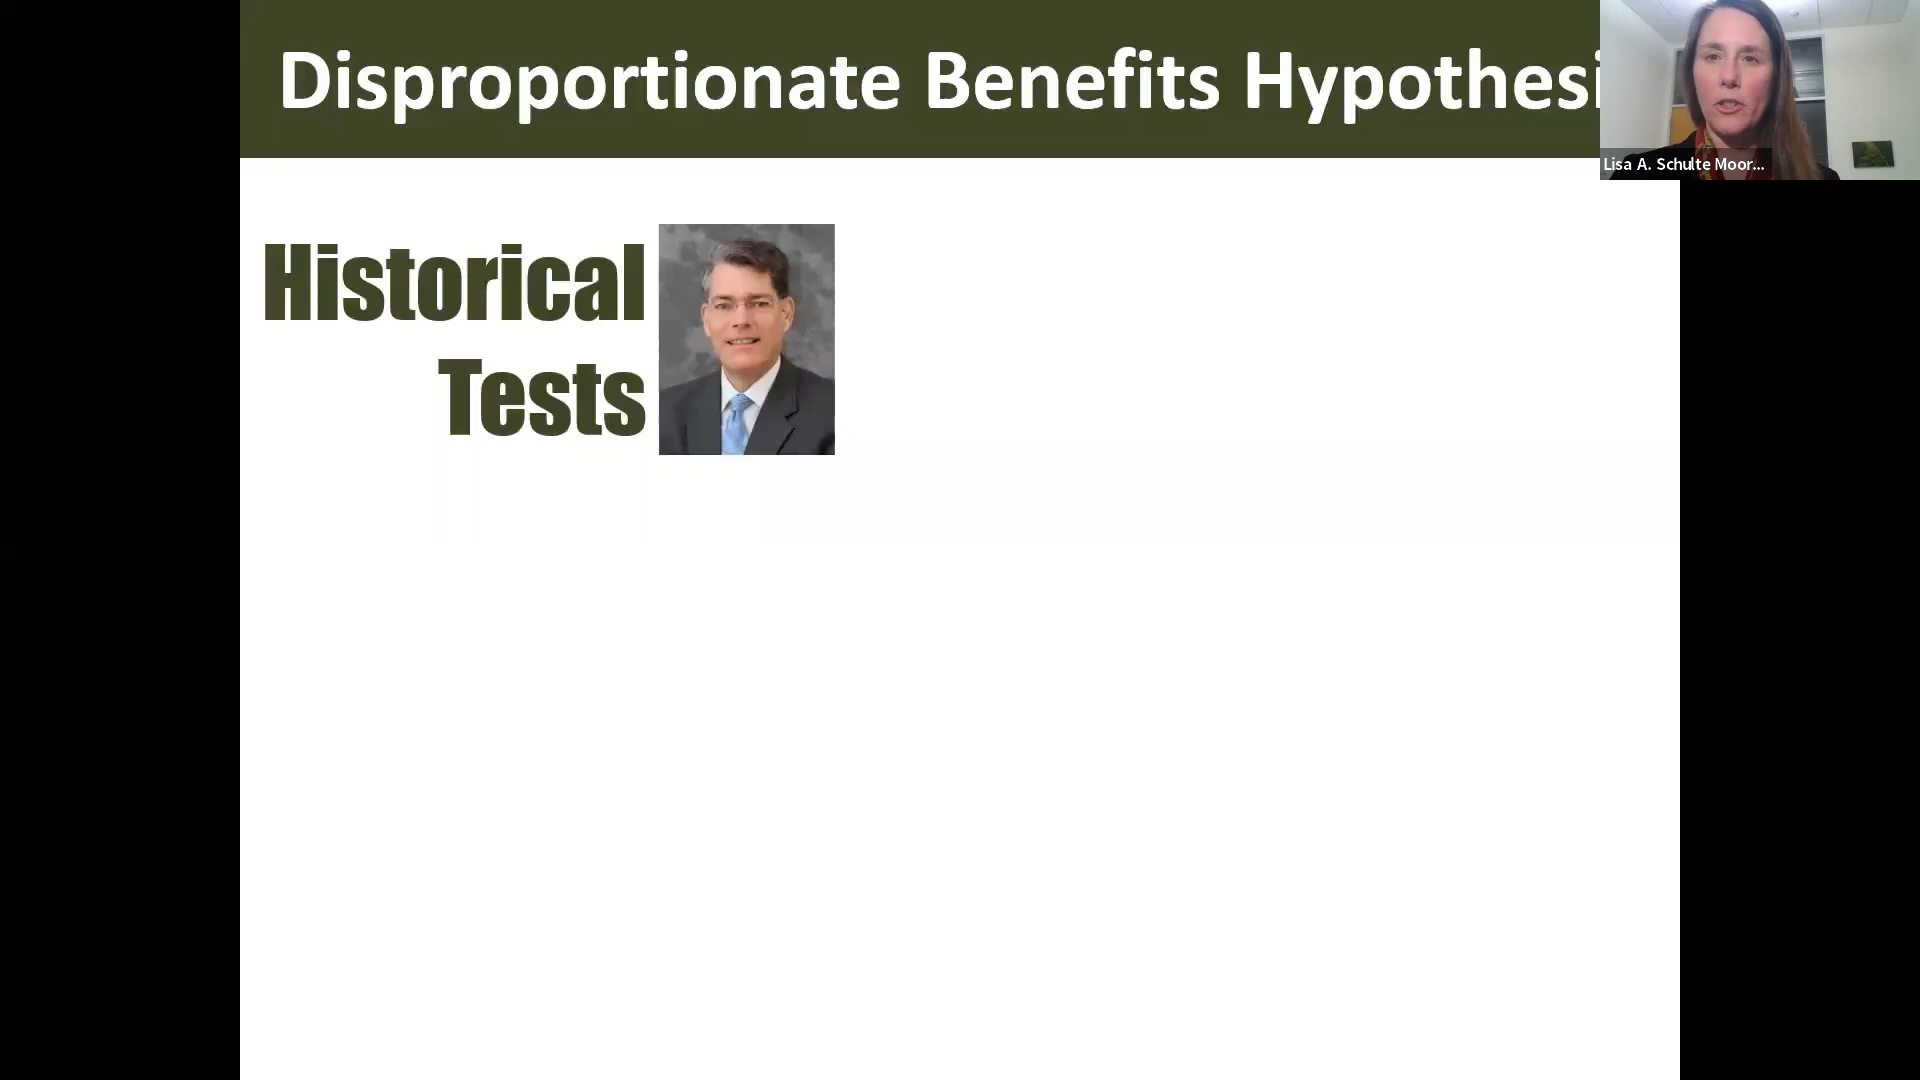 Disproportionate Benefits Hypothesi
Lisa A. Schulte Moor...
Historical
Tests